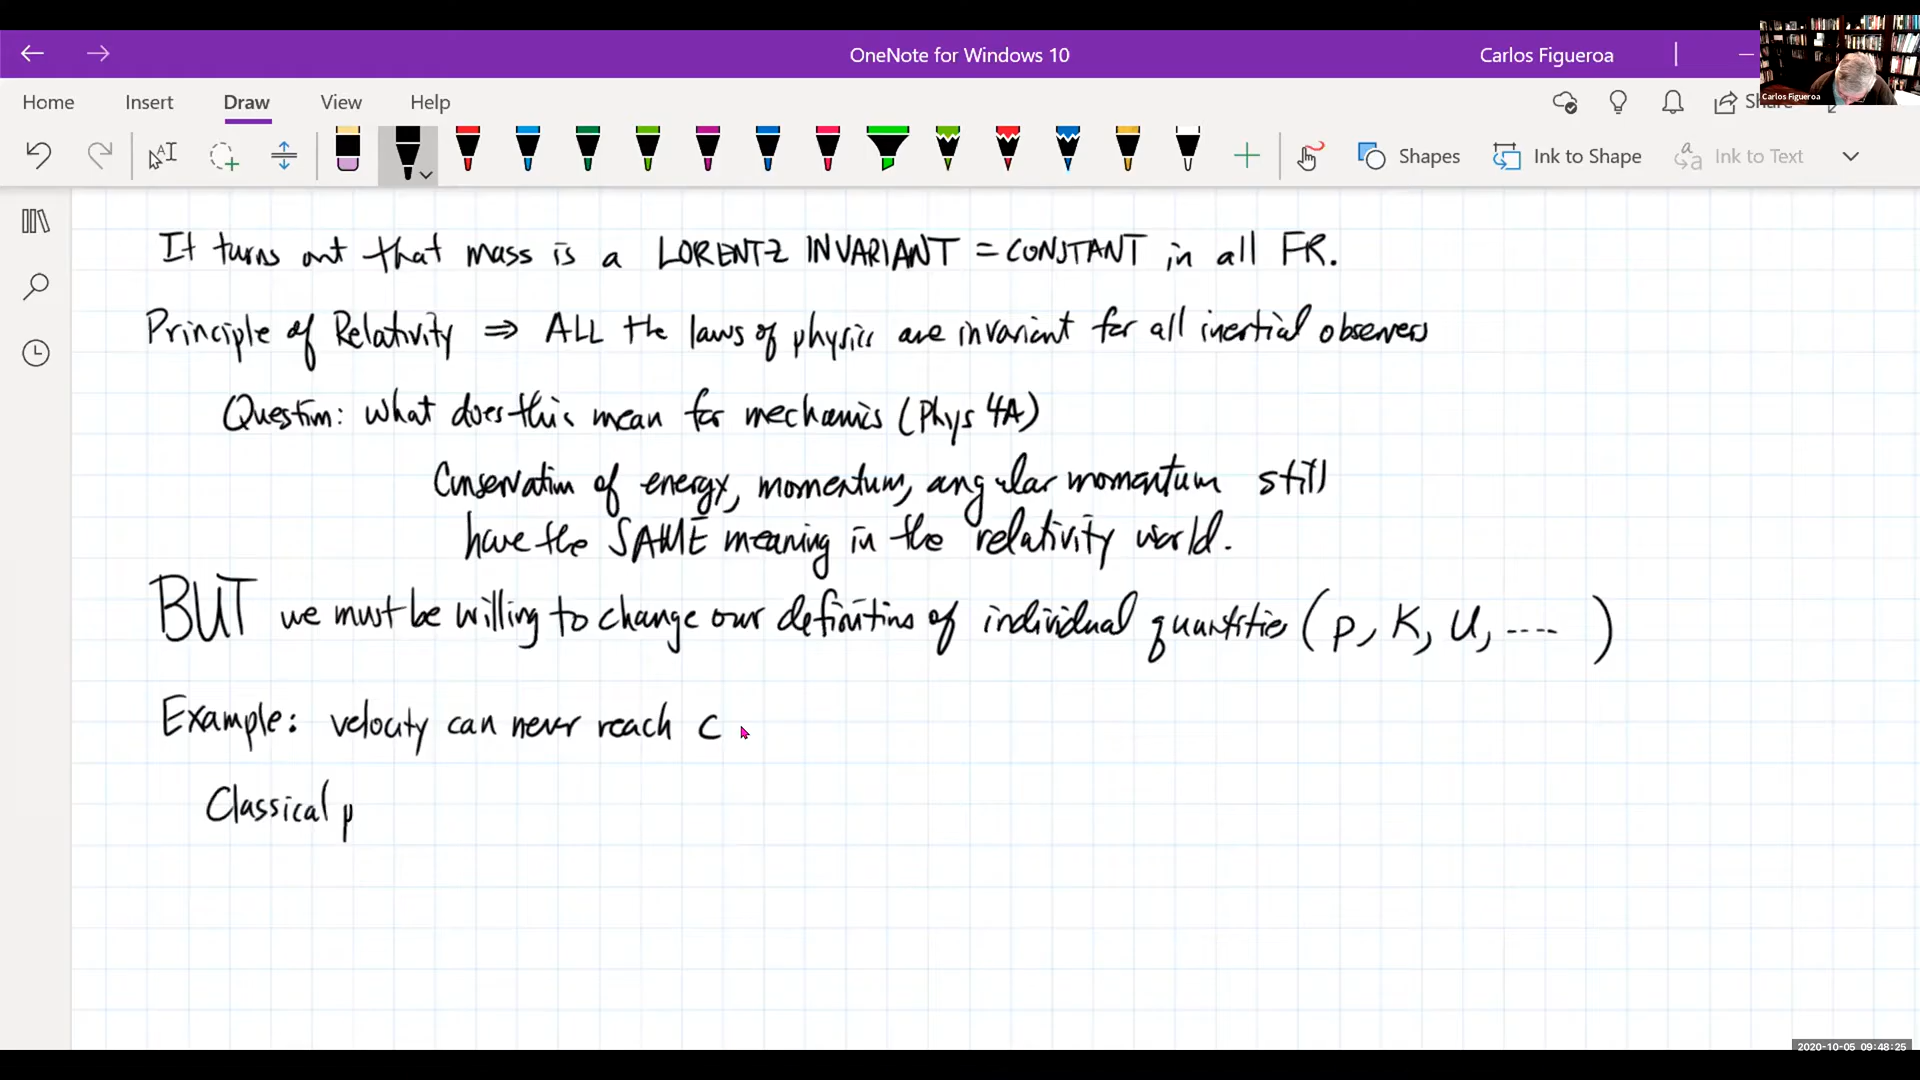 OneNote for Windows 10
Carlos Figueroa
Carlos Figueroa
Home Insert Draw View Help
Share
Shapes Ink to Shape Ink to Text
It turns out that mass is a LORENTZ INVARIANT = CONSTANT in all FR.
Principle of Relativity ⇒ ALL the laws of physics are invariant for all inertial observers
Question: What does this mean for mechanics (Phys 4A)
Conservation of energy, momentum, angular momentum still
have the SAME meaning in the relativity world.
BUT we must be willing to change our definitions of individual quantities (p, K, U, ---- )
Example: velocity can never reach c
Classical p
2020-10-05 09:48:25